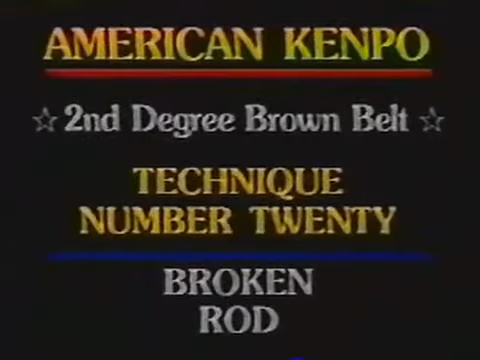 AMERICAN KENPO
☆ 2nd Degree Brown Belt ☆
TECHNIQUE
NUMBER TWENTY
BROKEN
ROD